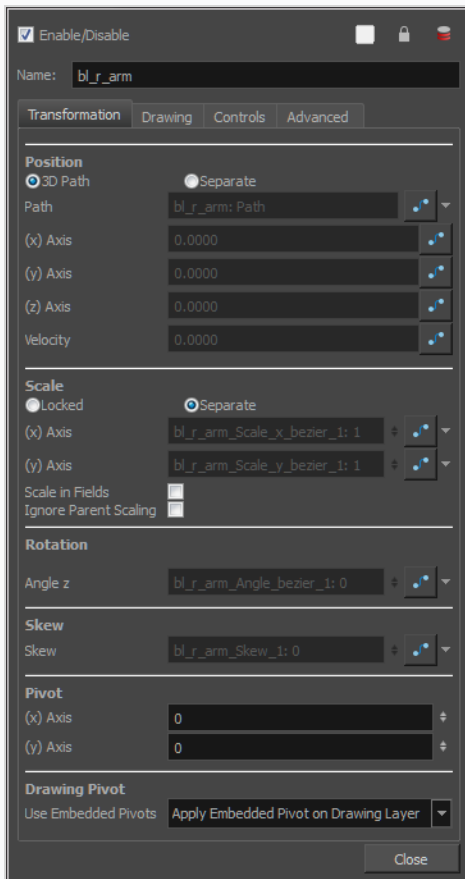 Enable/Disable
Name: bl_r_arm
Transformation Drawing Controls Advanced
Position
3D Path Separate
Path bl_r_arm: Path
(x) Axis 0.0000
(y) Axis 0.0000
(z) Axis 0.0000
Velocity 0.0000
Scale
Locked Separate
(x) Axis bl_r_arm_Scale_x_bezier_1: 1
(y) Axis bl_r_arm_Scale_y_bezier_1: 1
Scale in Fields
Ignore Parent Scaling
Rotation
Angle z bl_r_arm_Angle_bezier_1: 0
Skew
Skew bl_r_arm_Skew_1: 0
Pivot
(x) Axis 0
(y) Axis 0
Drawing Pivot
Use Embedded Pivots Apply Embedded Pivot on Drawing Layer
Close